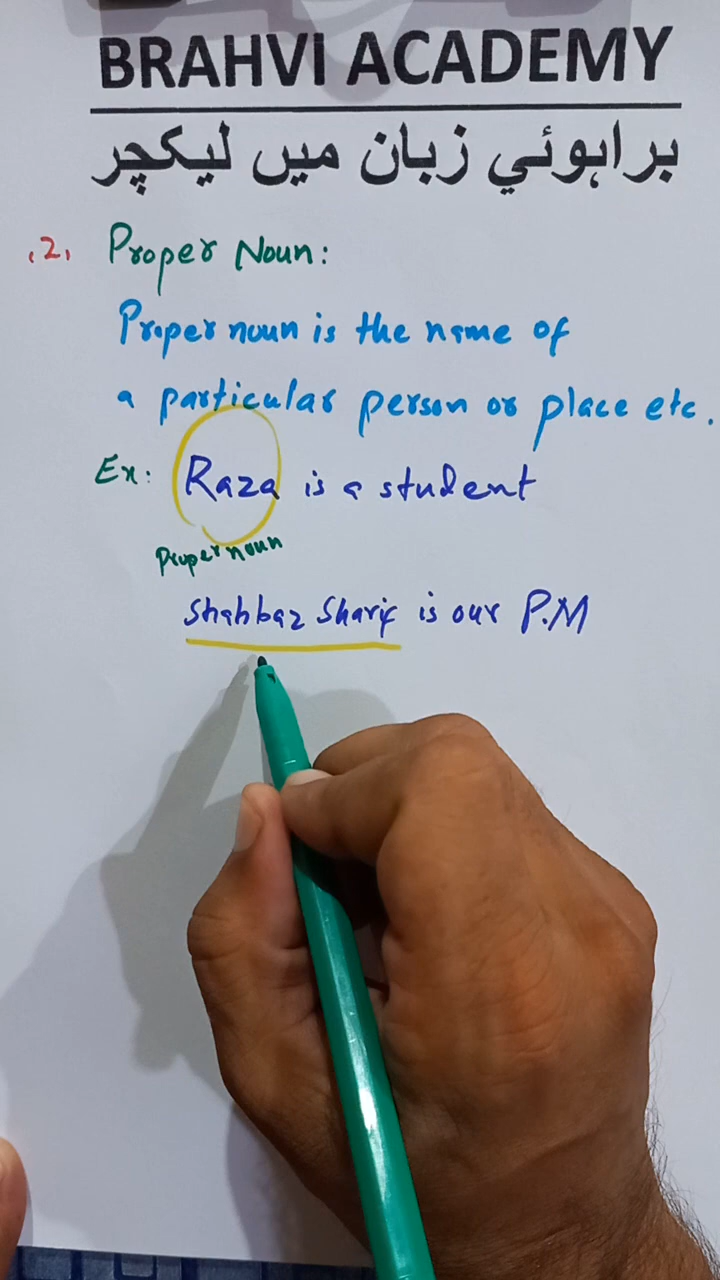 BRAHVI ACADEMY
براہوئي زبان میں لیکچر
.2. Proper Noun:
Proper noun is the name of
a particular person or place etc.
Ex: Raza is a student
Proper noun
Shahbaz Sharif is our P.M